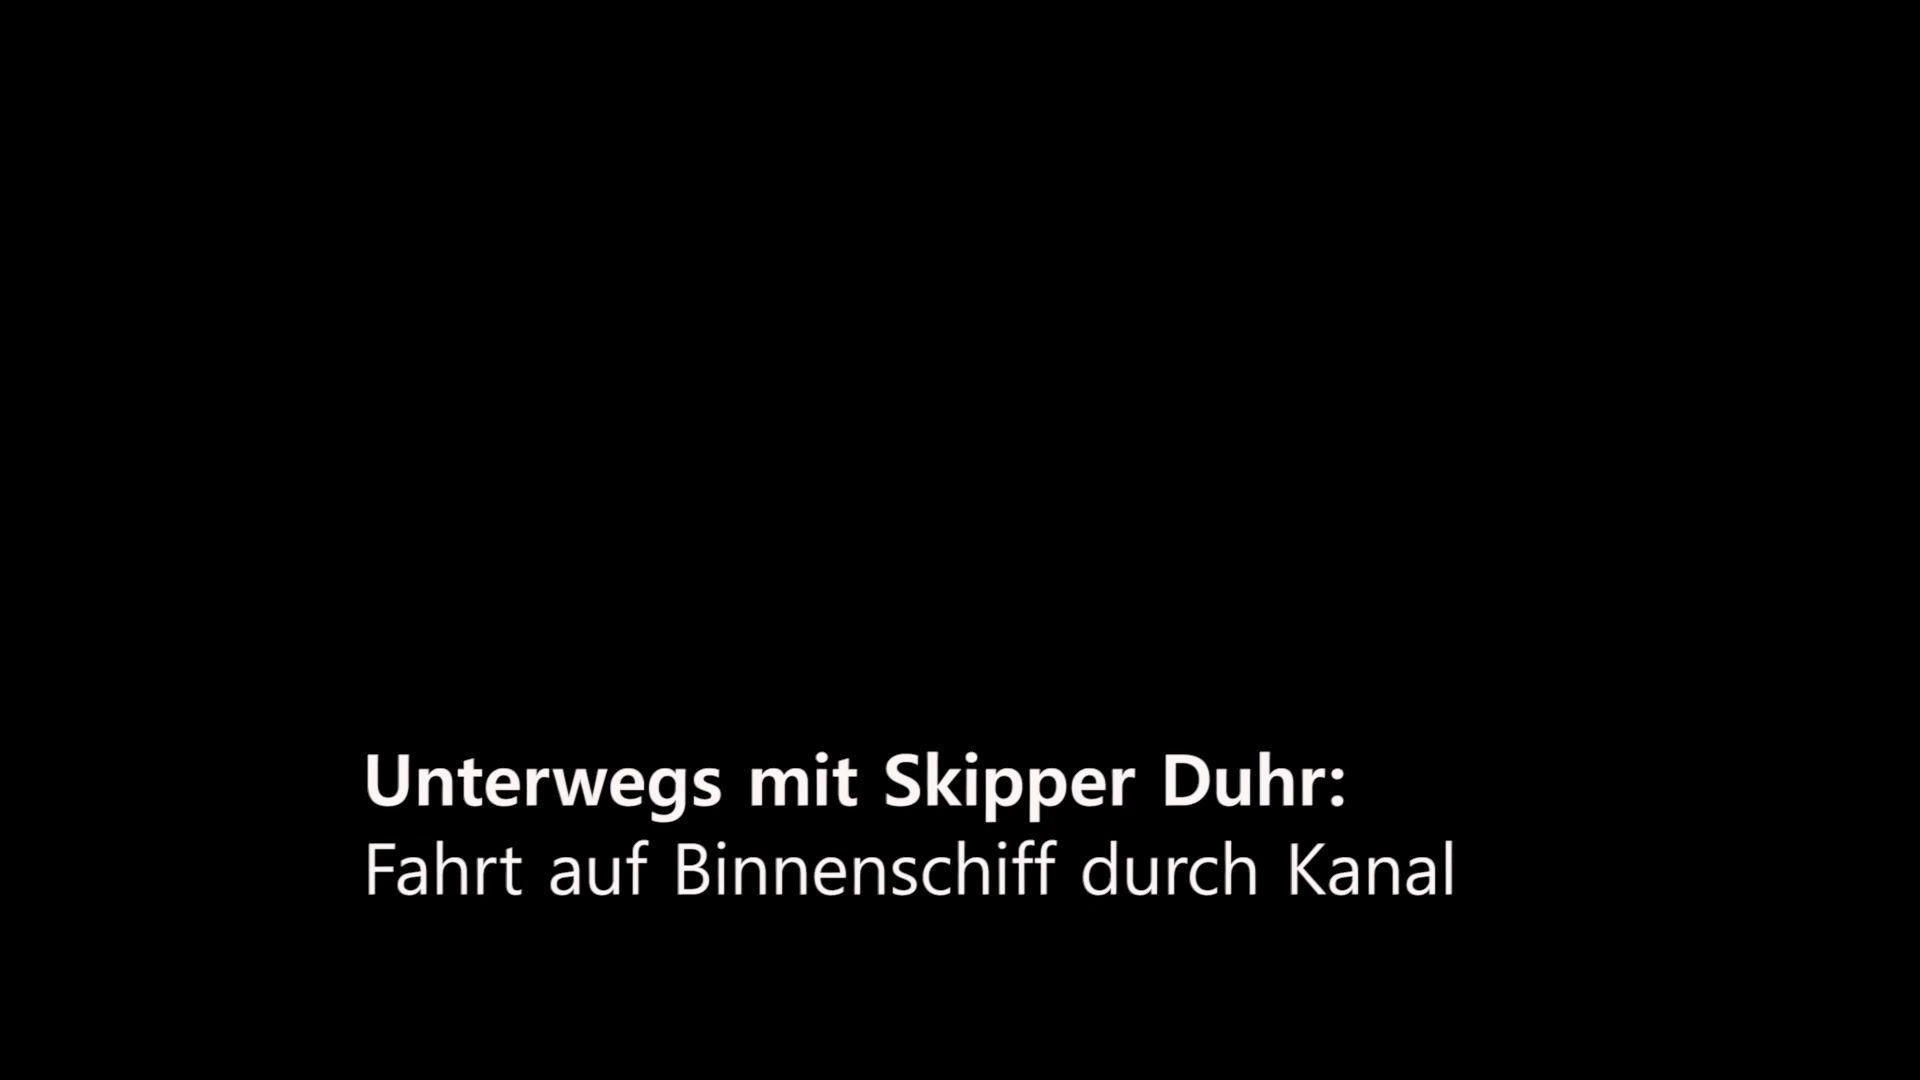 Unterwegs mit Skipper Duhr:
Fahrt auf Binnenschiff durch Kanal